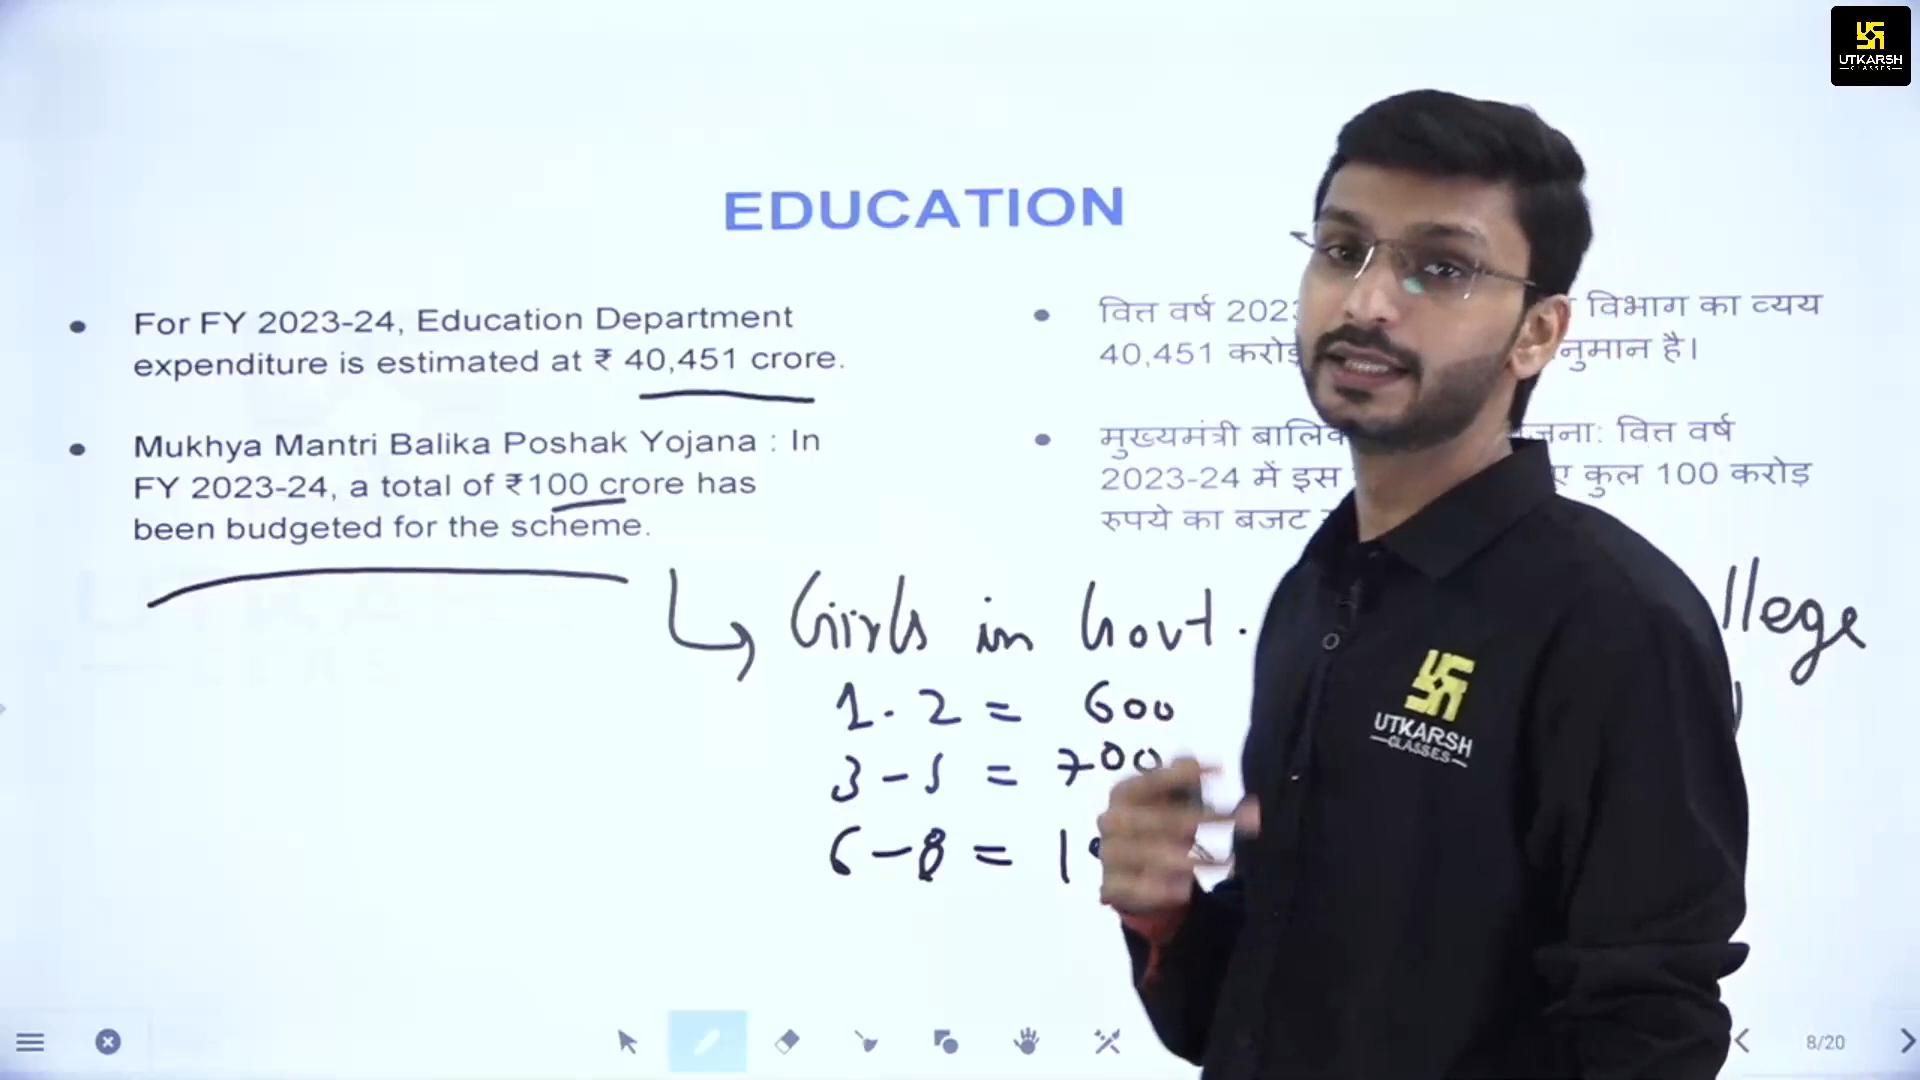 UTKARSH
CLASSES
EDUCATION
For FY 2023-24, Education Department
expenditure is estimated at ₹ 40,451 crore.
Mukhya Mantri Balika Poshak Yojana : In
FY 2023-24, a total of ₹100 crore has
been budgeted for the scheme.
वित्त वर्ष 2023 विभाग का व्यय
40,451 करोड़ नुमान है।
मुख्यमंत्री बालिक जना: वित्त वर्ष
2023-24 में इस ए कुल 100 करोड़
रुपये का बजट
Girls in Govt. llege
1-2 = 600
3-5 = 700
6-8 = 1
UTKARSH
CLASSES
8/20